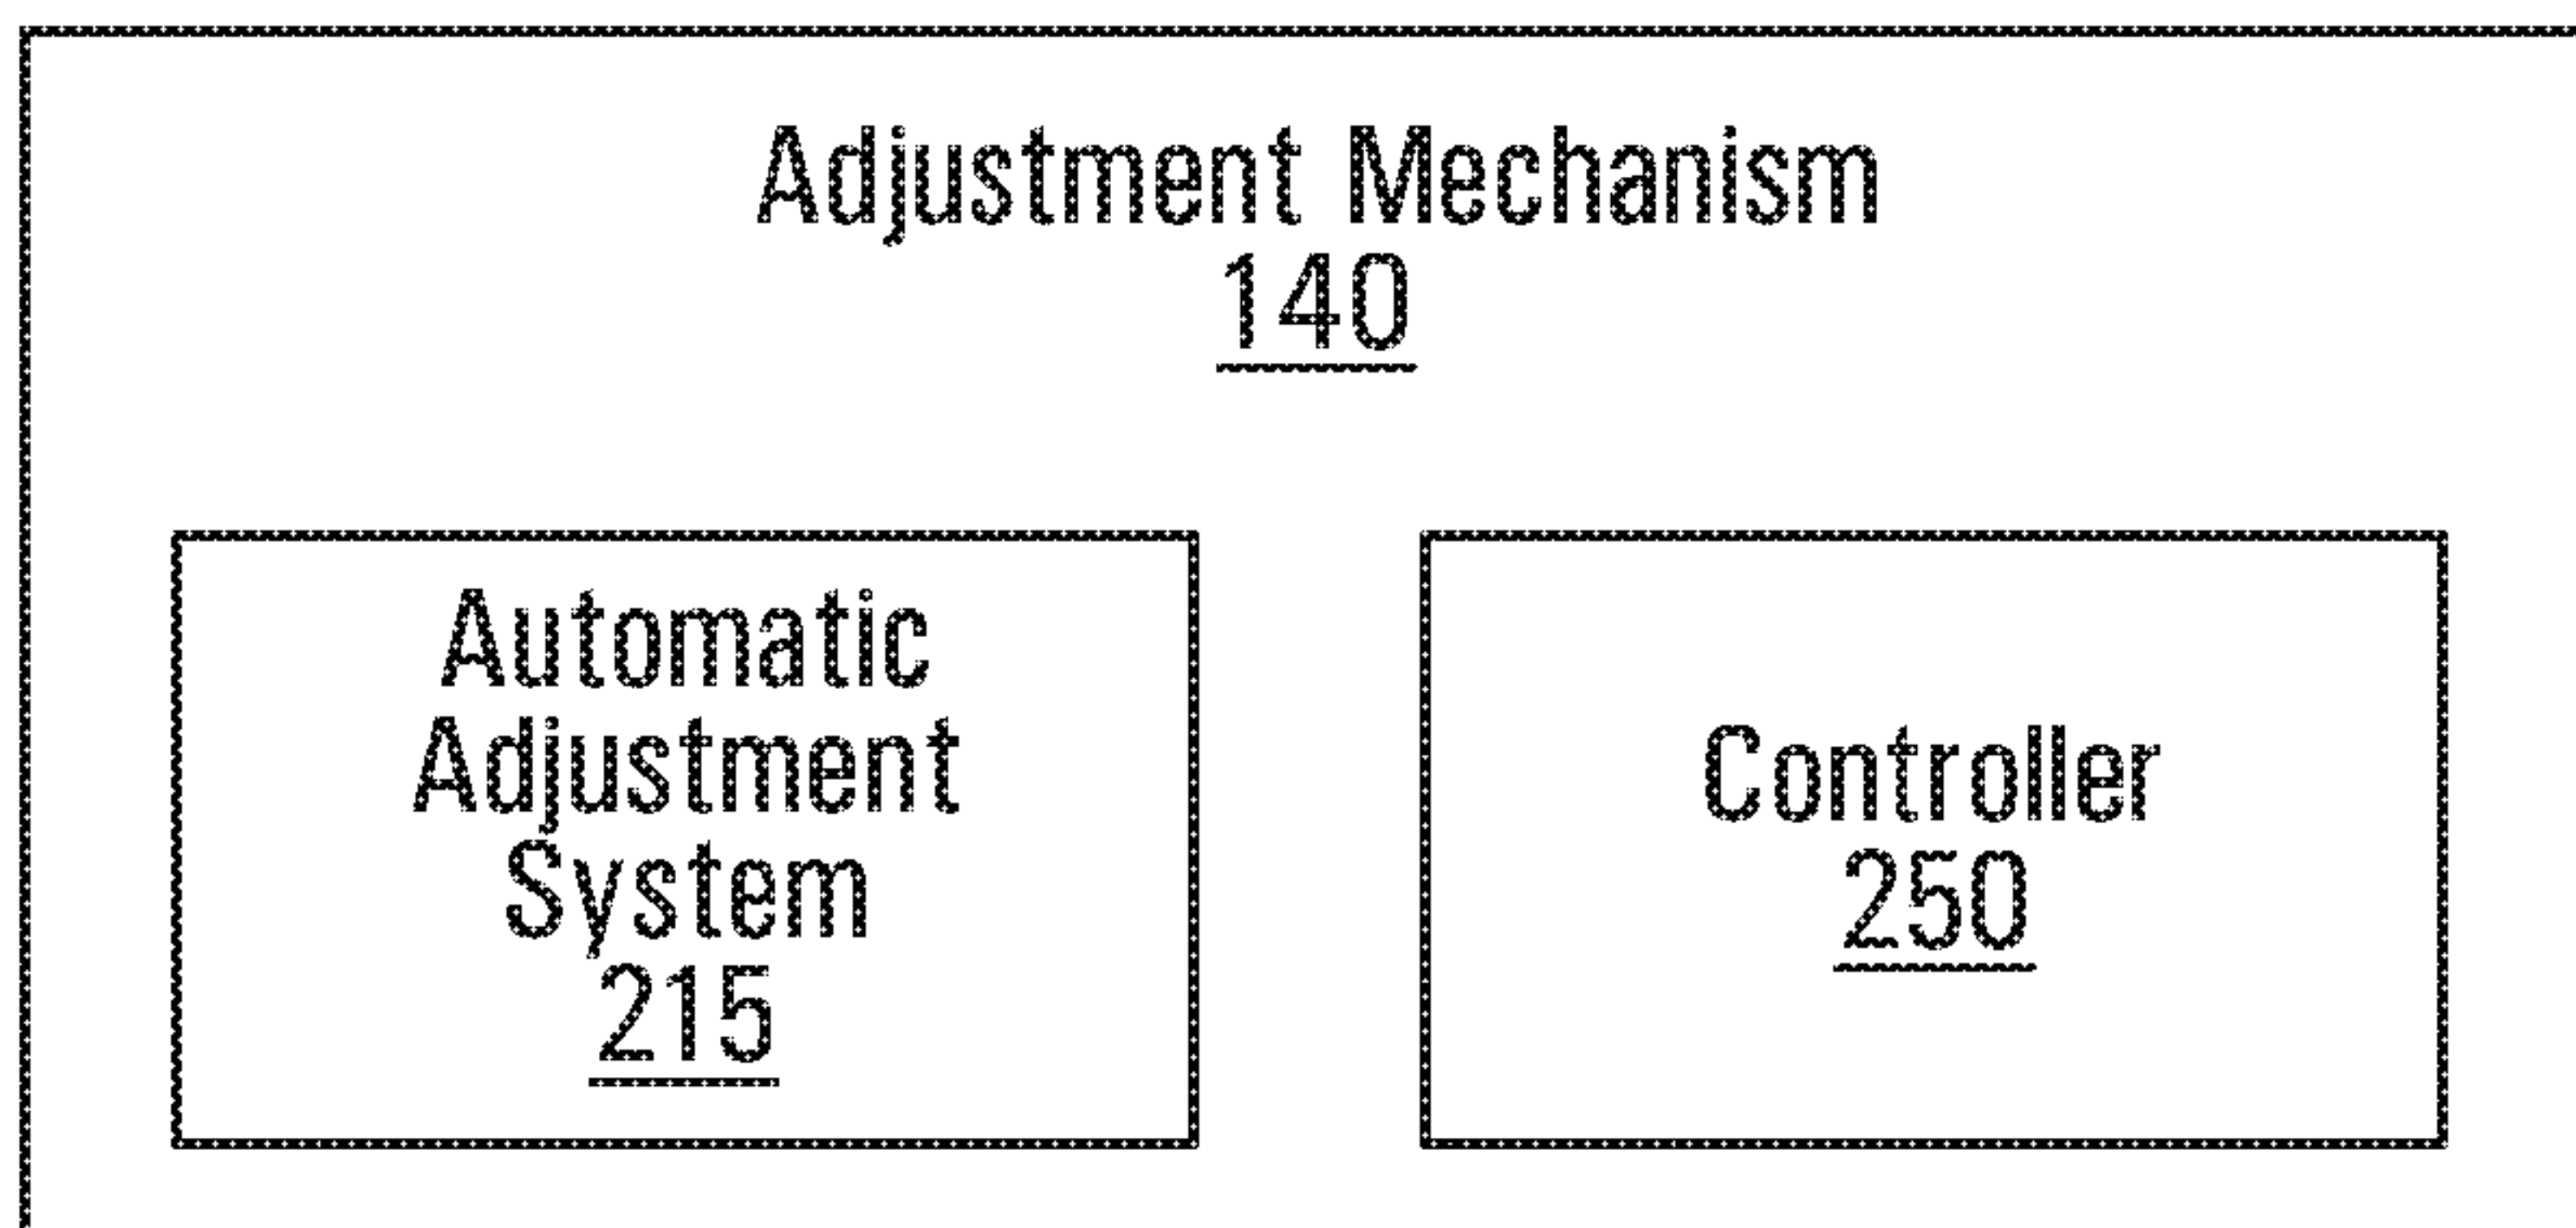 Adjustment Mechanism
140
Automatic
Adjustment
System
215
Controller
250